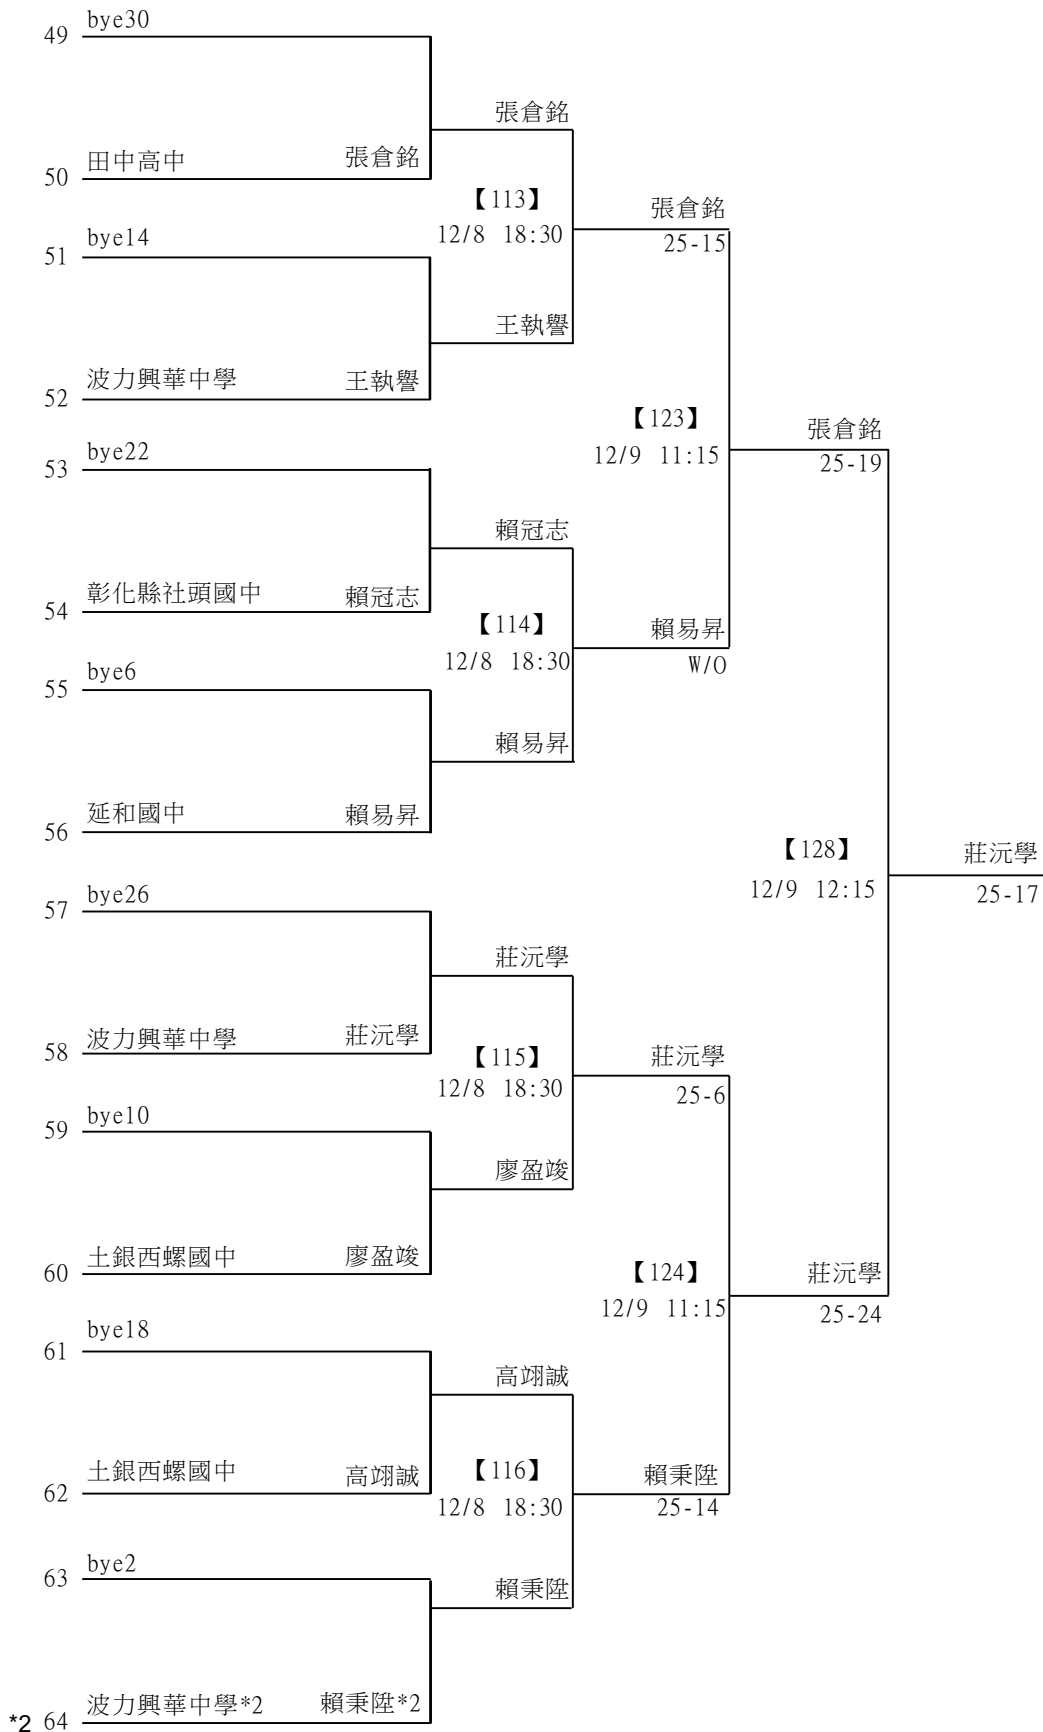 49 bye30
張倉銘
50 田中高中 張倉銘
【113】
12/8 18:30
張倉銘
25-15
51 bye14
王執譽
52 波力興華中學 王執譽
【123】
12/9 11:15
張倉銘
25-19
53 bye22
賴冠志
54 彰化縣社頭國中 賴冠志
【114】
12/8 18:30
賴易昇
W/O
55 bye6
賴易昇
56 延和國中 賴易昇
【128】
12/9 12:15
莊沅學
25-17
57 bye26
莊沅學
58 波力興華中學 莊沅學
【115】
12/8 18:30
莊沅學
25-6
59 bye10
廖盈竣
60 土銀西螺國中 廖盈竣
【124】
12/9 11:15
莊沅學
25-24
61 bye18
高翊誠
62 土銀西螺國中 高翊誠
【116】
12/8 18:30
賴秉陞
25-14
63 bye2
賴秉陞
*2 64 波力興華中學*2 賴秉陞*2